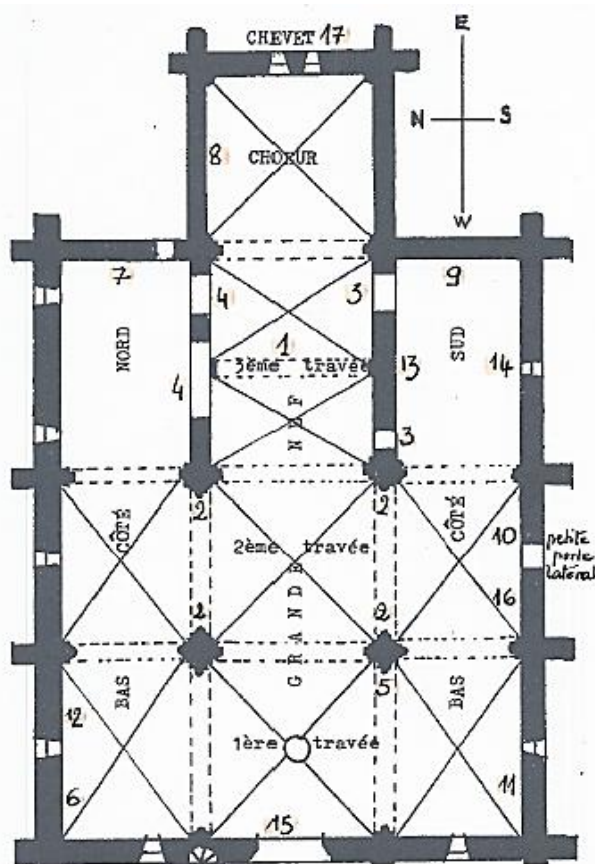 CHEVET 17
E
N S
W
8
CHOEUR
7
4
3
9
1
NORD
3ème travée
13
SUD
14
4
NEF
3
2
2
CÔTÉ
2ème travée
CÔTÉ
10
petite
porte
latéral
16
GRANDE
2
2
BAS
5
BAS
12
1ère travée
6
15
11